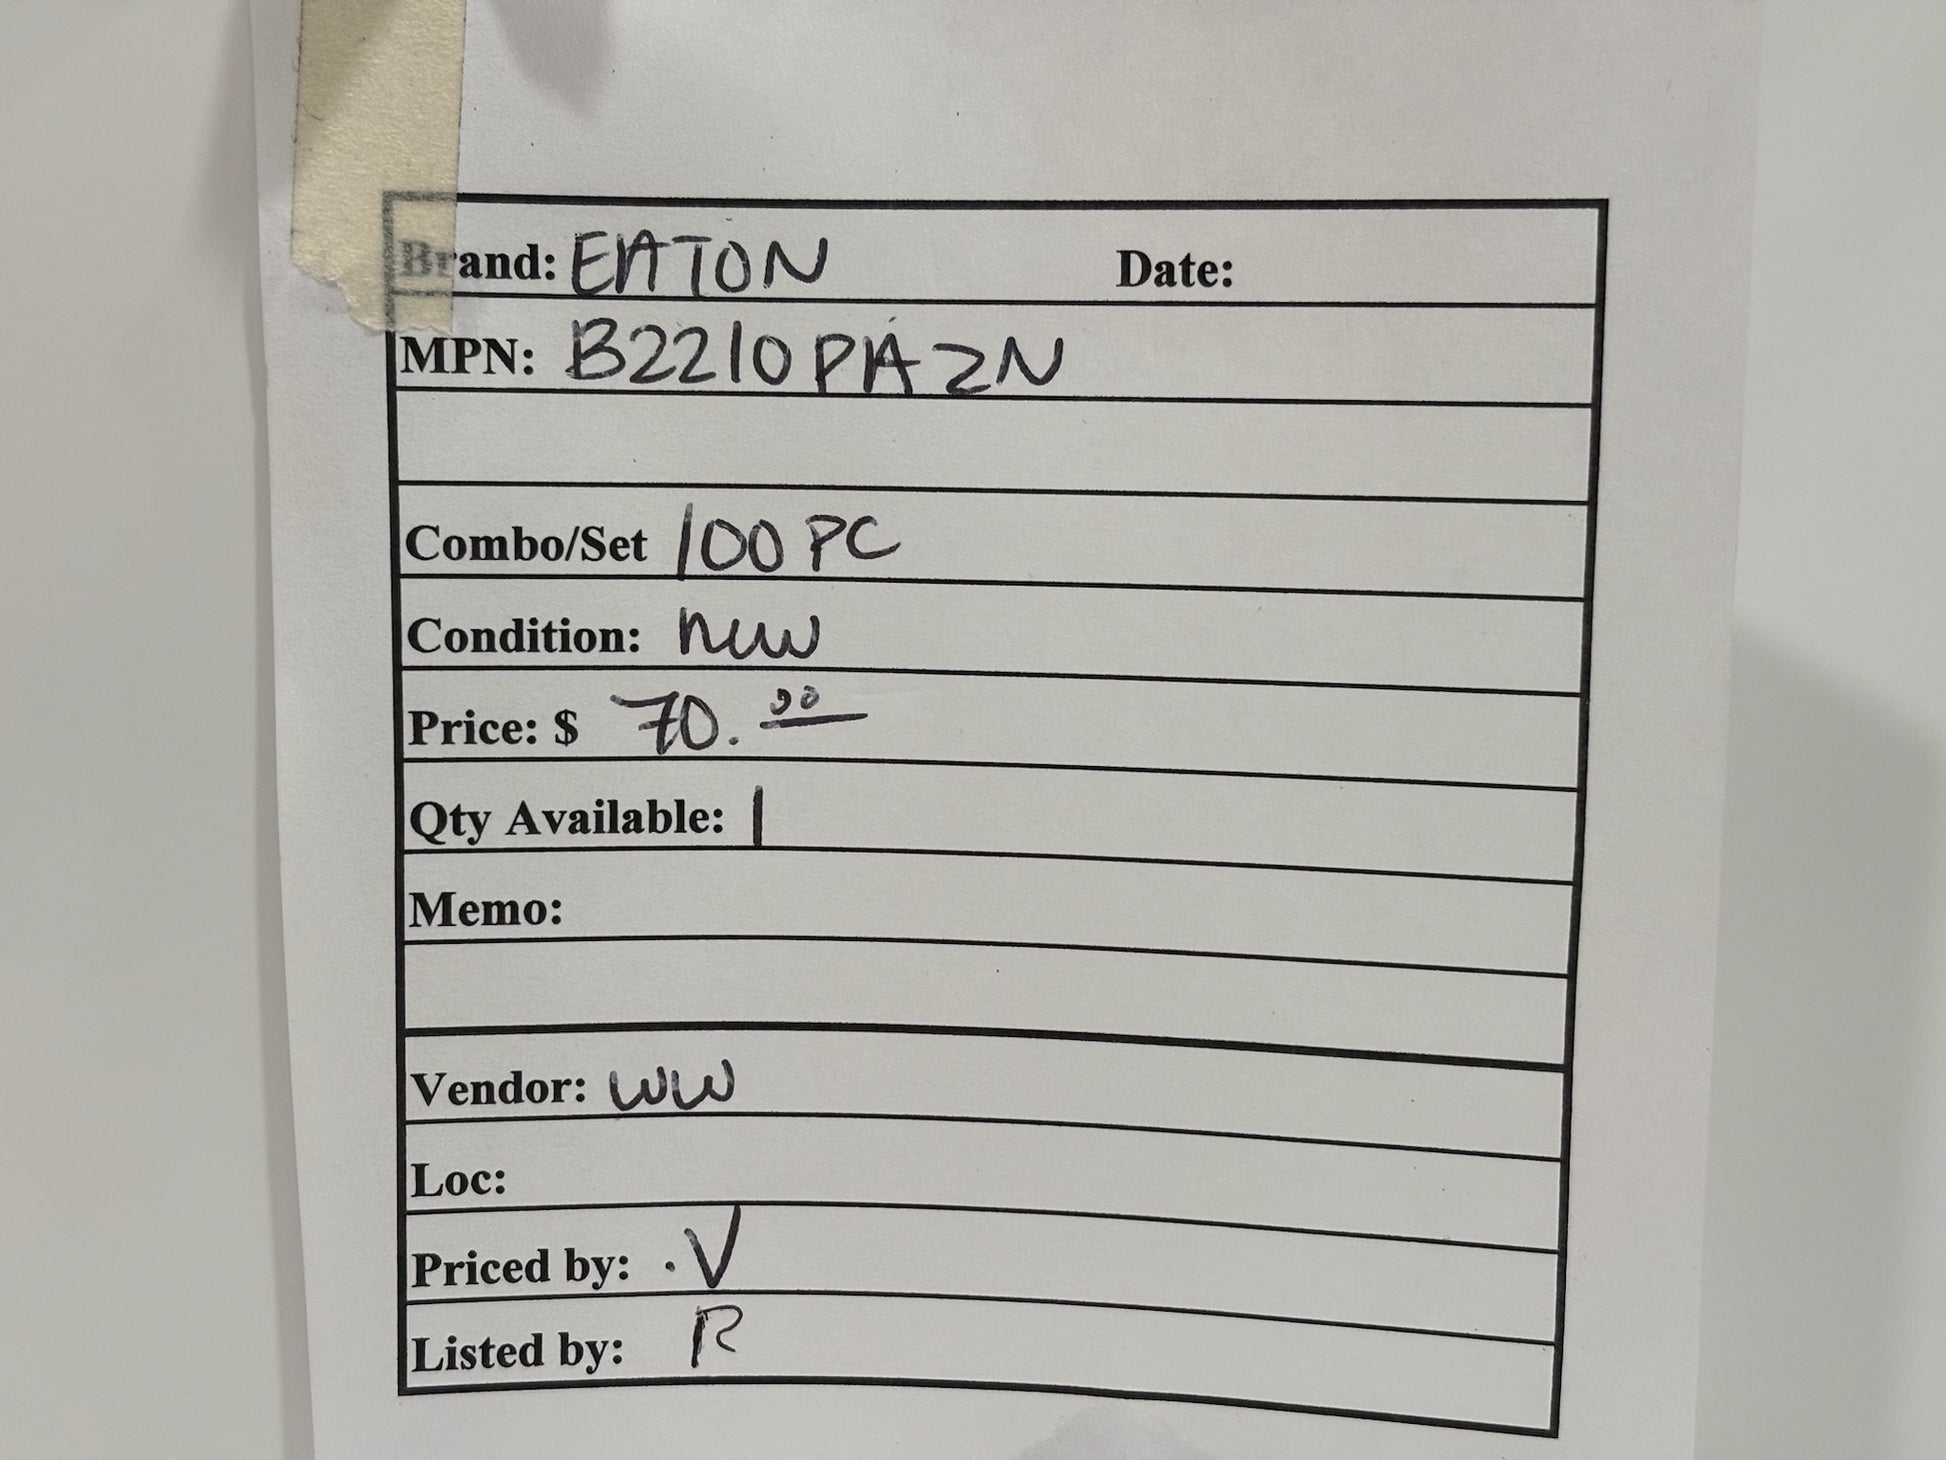 Brand: EATON Date:
MPN: B2210PAZN
Combo/Set 100 PC
Condition: new
Price: $ 70.00
Qty Available: 1
Memo:
Vendor: WW
Loc:
Priced by: .V
Listed by: R